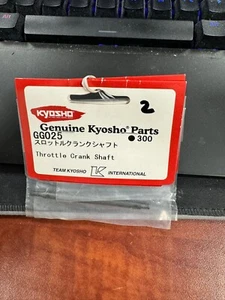 2
KYOSHO
Genuine Kyosho® Parts
GG025 ●300
スロットルクランクシャフト
Throttle Crank Shaft
TEAM KYOSHO K INTERNATIONAL